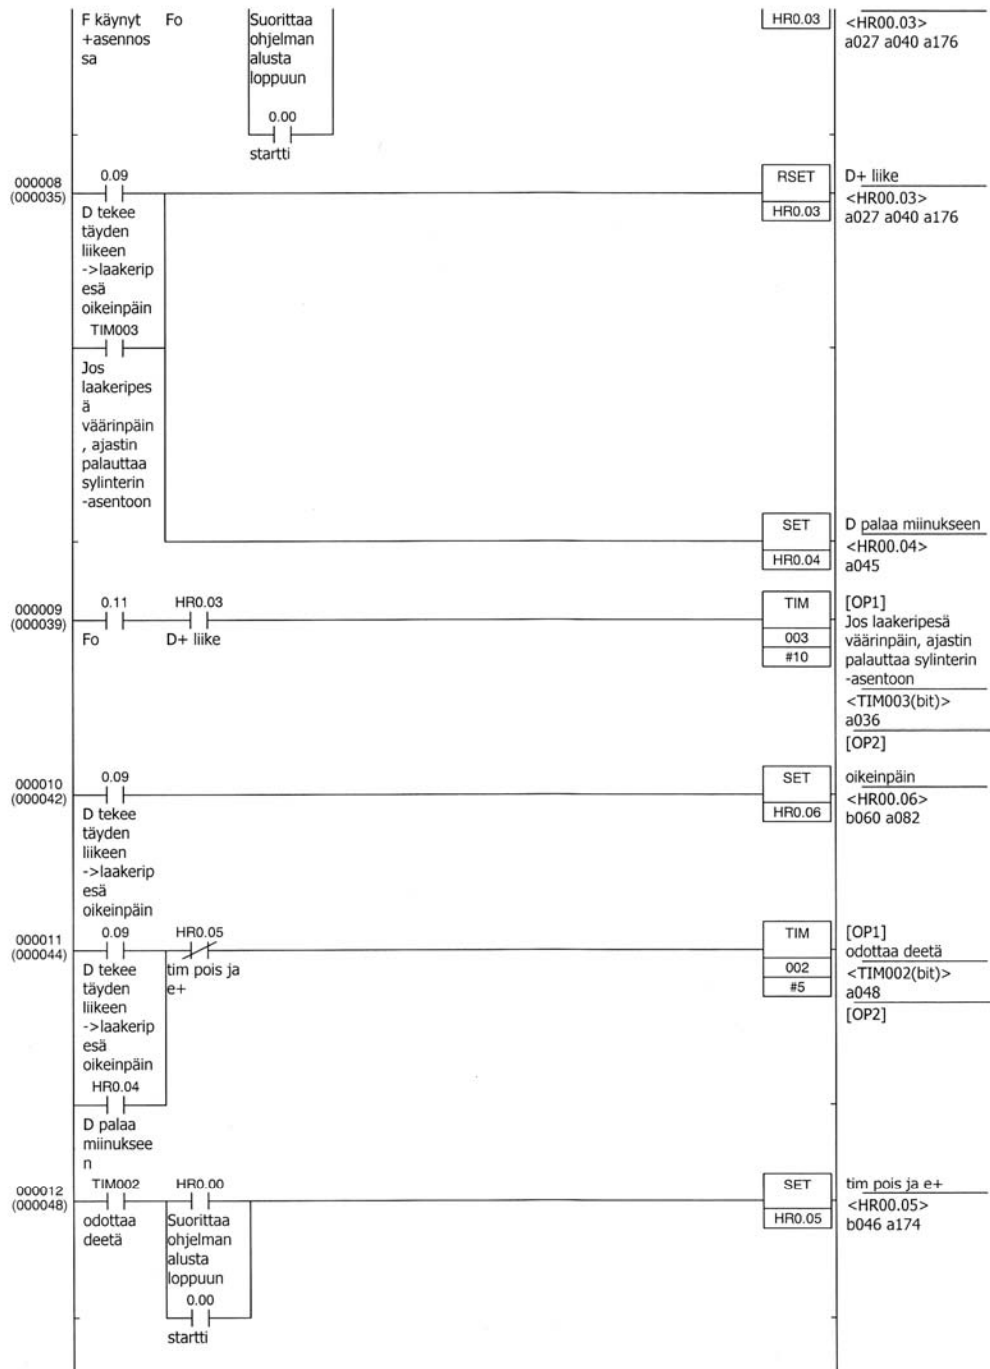 F käynyt
+asennos
sa
Fo
Suorittaa
ohjelman
alusta
loppuun
0.00
startti
HR0.03
<HR00.03>
a027 a040 a176
000008
(000035)
0.09
D tekee
täyden
liikeen
->laakerip
esä
oikeinpäin
TIM003
Jos
laakeripes
ä
väärinpäin
, ajastin
palauttaa
sylinterin
-asentoon
RSET
HR0.03
D+ liike
<HR00.03>
a027 a040 a176
SET
HR0.04
D palaa miinukseen
<HR00.04>
a045
000009
(000039)
0.11
Fo
HR0.03
D+ liike
TIM
003
#10
[OP1]
Jos laakeripesä
väärinpäin, ajastin
palauttaa sylinterin
-asentoon
<TIM003(bit)>
a036
[OP2]
000010
(000042)
0.09
D tekee
täyden
liikeen
->laakerip
esä
oikeinpäin
SET
HR0.06
oikeinpäin
<HR00.06>
b060 a082
000011
(000044)
0.09
D tekee
täyden
liikeen
->laakerip
esä
oikeinpäin
HR0.04
D palaa
miinuksee
n
HR0.05
tim pois ja
e+
TIM
002
#5
[OP1]
odottaa deetä
<TIM002(bit)>
a048
[OP2]
000012
(000048)
TIM002
odottaa
deetä
HR0.00
Suorittaa
ohjelman
alusta
loppuun
0.00
startti
SET
HR0.05
tim pois ja e+
<HR00.05>
b046 a174